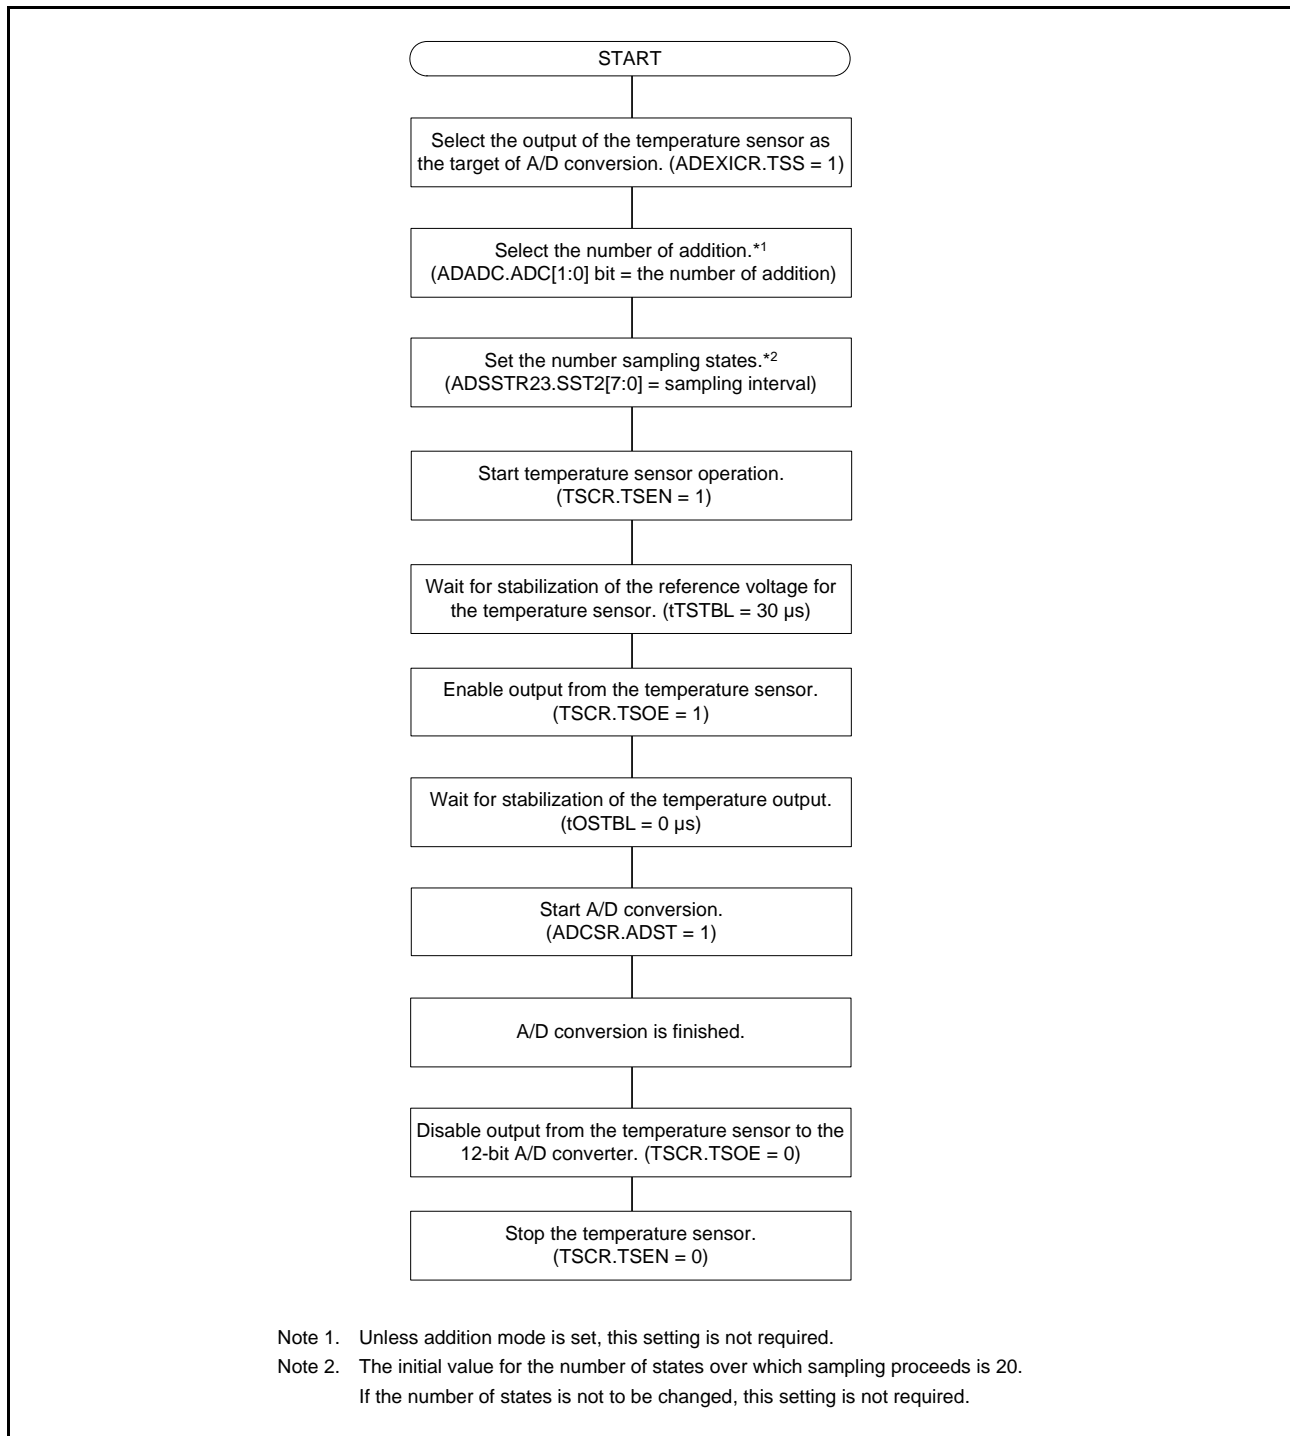 START
Select the output of the temperature sensor as
the target of A/D conversion. (ADEXICR.TSS = 1)
Select the number of addition.*1
(ADADC.ADC[1:0] bit = the number of addition)
Set the number sampling states.*2
(ADSSTR23.SST2[7:0] = sampling interval)
Start temperature sensor operation.
(TSCR.TSEN = 1)
Wait for stabilization of the reference voltage for
the temperature sensor. (tTSTBL = 30 µs)
Enable output from the temperature sensor.
(TSCR.TSOE = 1)
Wait for stabilization of the temperature output.
(tOSTBL = 0 µs)
Start A/D conversion.
(ADCSR.ADST = 1)
A/D conversion is finished.
Disable output from the temperature sensor to the
12-bit A/D converter. (TSCR.TSOE = 0)
Stop the temperature sensor.
(TSCR.TSEN = 0)
Note 1. Unless addition mode is set, this setting is not required.
Note 2. The initial value for the number of states over which sampling proceeds is 20.
If the number of states is not to be changed, this setting is not required.